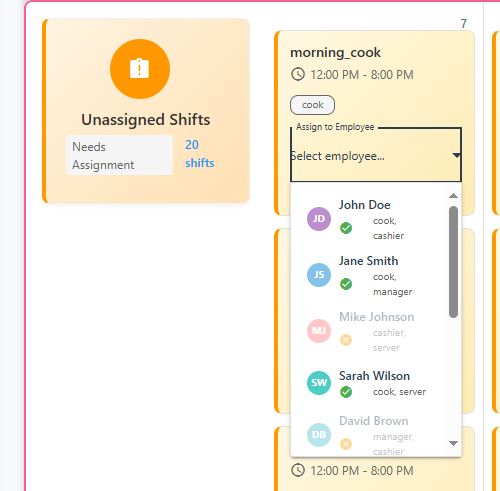 7
Unassigned Shifts
Needs
Assignment
20
shifts
morning_cook
12:00 PM - 8:00 PM
cook
Assign to Employee
Select employee...
JD
John Doe
cook,
cashier
JS
Jane Smith
cook,
manager
MJ
Mike Johnson
cashier,
server
SW
Sarah Wilson
cook, server
DB
David Brown
manager,
cashier
12:00 PM - 8:00 PM